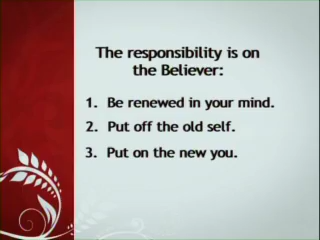 The responsibility is on
the Believer:
1. Be renewed in your mind.
2. Put off the old self.
3. Put on the new you.